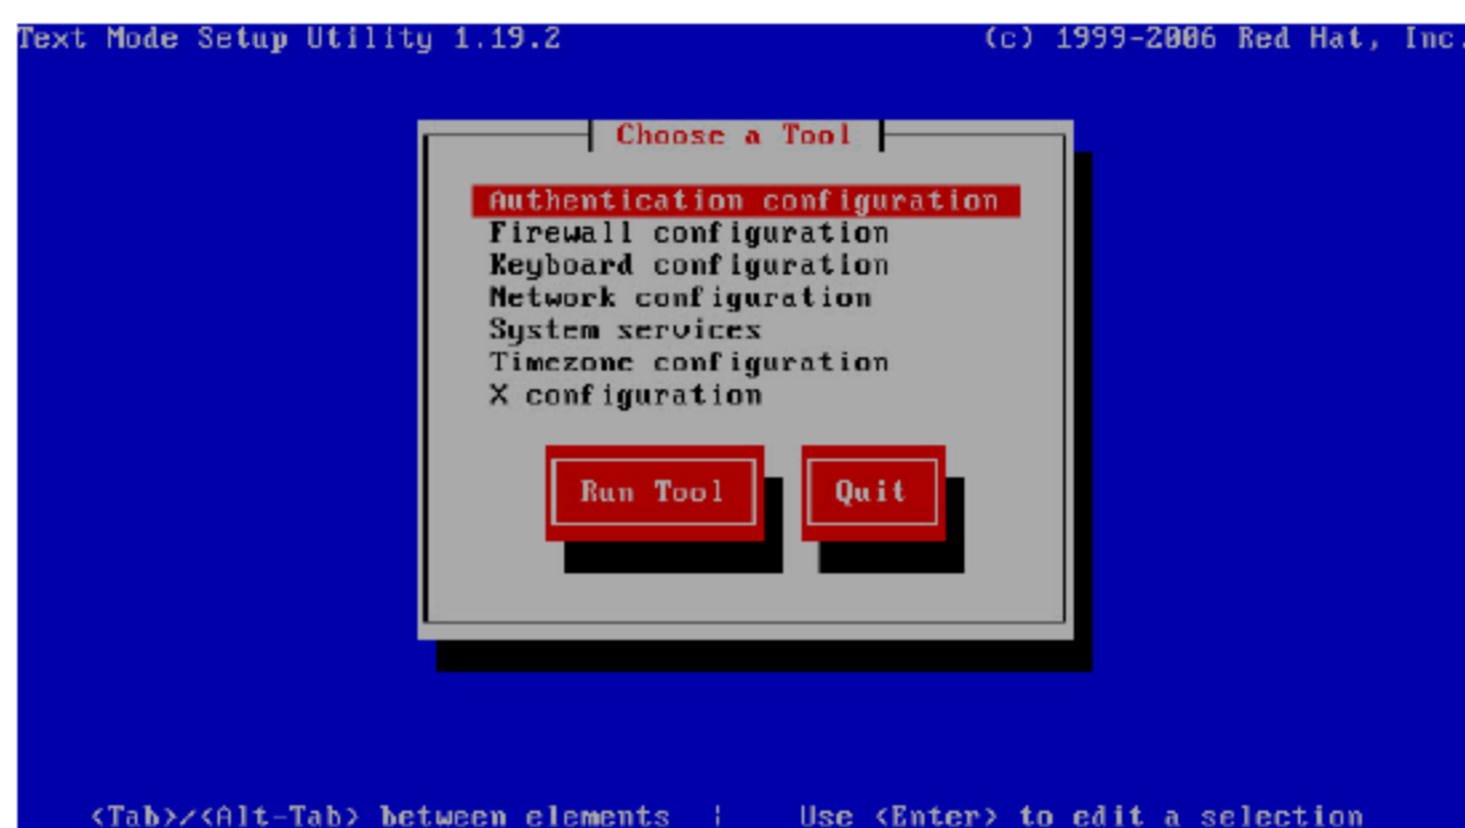 Text Mode Setup Utility 1.19.2 (c) 1999-2006 Red Hat, Inc.
Choose a Tool
Authentication configuration
Firewall configuration
Keyboard configuration
Network configuration
System services
Timezone configuration
X configuration
Run Tool Quit
<Tab>/<Alt-Tab> between elements | Use <Enter> to edit a selection